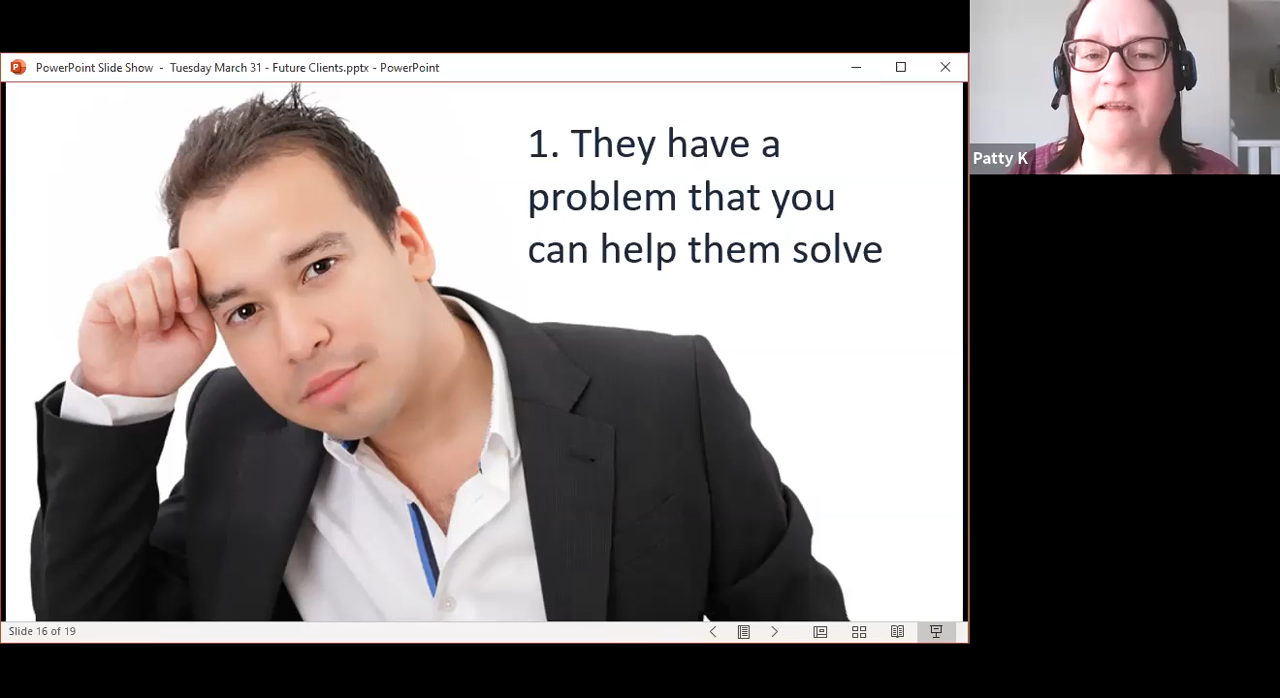 PowerPoint Slide Show - Tuesday March 31 - Future Clients.pptx - PowerPoint
1. They have a
problem that you
can help them solve
Patty K
Slide 16 of 19